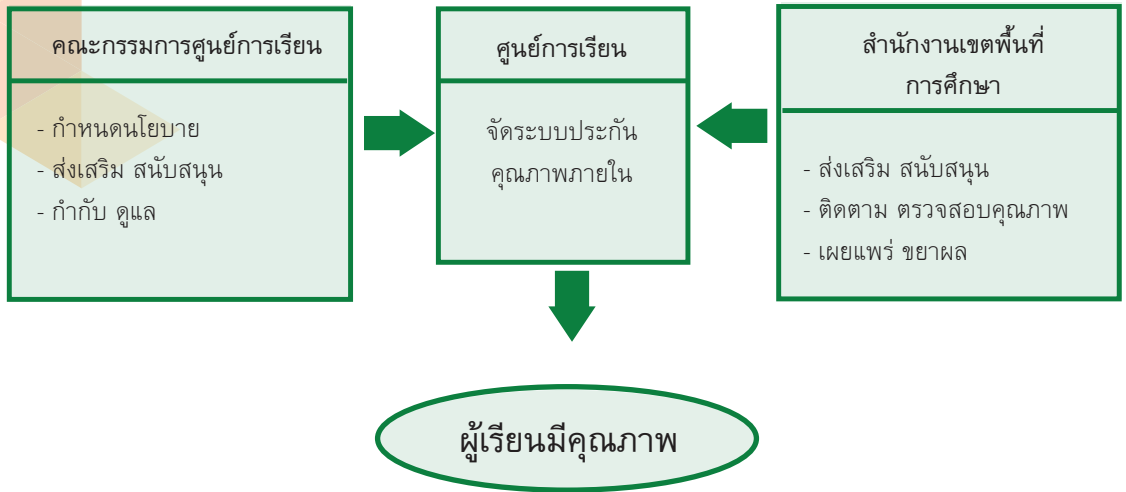 คณะกรรมการศูนย์การเรียน
- กำหนดนโยบาย
- ส่งเสริม สนับสนุน
- กำกับ ดูแล
ศูนย์การเรียน
จัดระบบประกัน
คุณภาพภายใน
สำนักงานเขตพื้นที่
การศึกษา
- ส่งเสริม สนับสนุน
- ติดตาม ตรวจสอบคุณภาพ
- เผยแพร่ ขยาผล
ผู้เรียนมีคุณภาพ